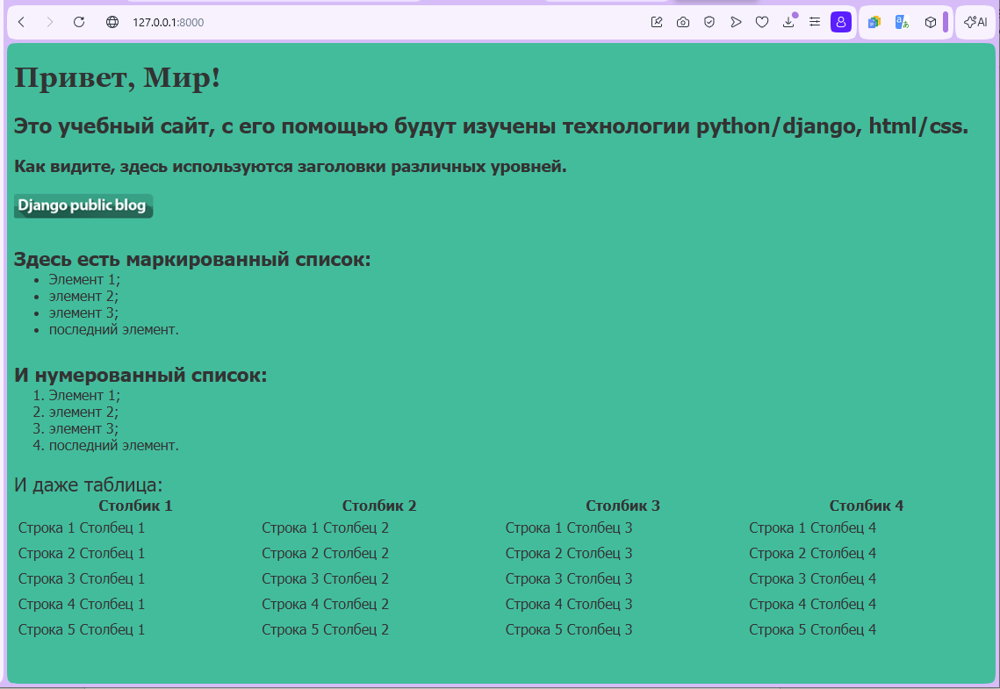 127.0.0.1:8000
AI
Привет, Мир!
Это учебный сайт, с его помощью будут изучены технологии python/django, html/css.
Как видите, здесь используются заголовки различных уровней.
Django public blog
Здесь есть маркированный список:
• Элемент 1;
• элемент 2;
• элемент 3;
• последний элемент.
И нумерованный список:
1. Элемент 1;
2. элемент 2;
3. элемент 3;
4. последний элемент.
И даже таблица:
Столбик 1 Столбик 2 Столбик 3 Столбик 4
Строка 1 Столбец 1 Строка 1 Столбец 2 Строка 1 Столбец 3 Строка 1 Столбец 4
Строка 2 Столбец 1 Строка 2 Столбец 2 Строка 2 Столбец 3 Строка 2 Столбец 4
Строка 3 Столбец 1 Строка 3 Столбец 2 Строка 3 Столбец 3 Строка 3 Столбец 4
Строка 4 Столбец 1 Строка 4 Столбец 2 Строка 4 Столбец 3 Строка 4 Столбец 4
Строка 5 Столбец 1 Строка 5 Столбец 2 Строка 5 Столбец 3 Строка 5 Столбец 4